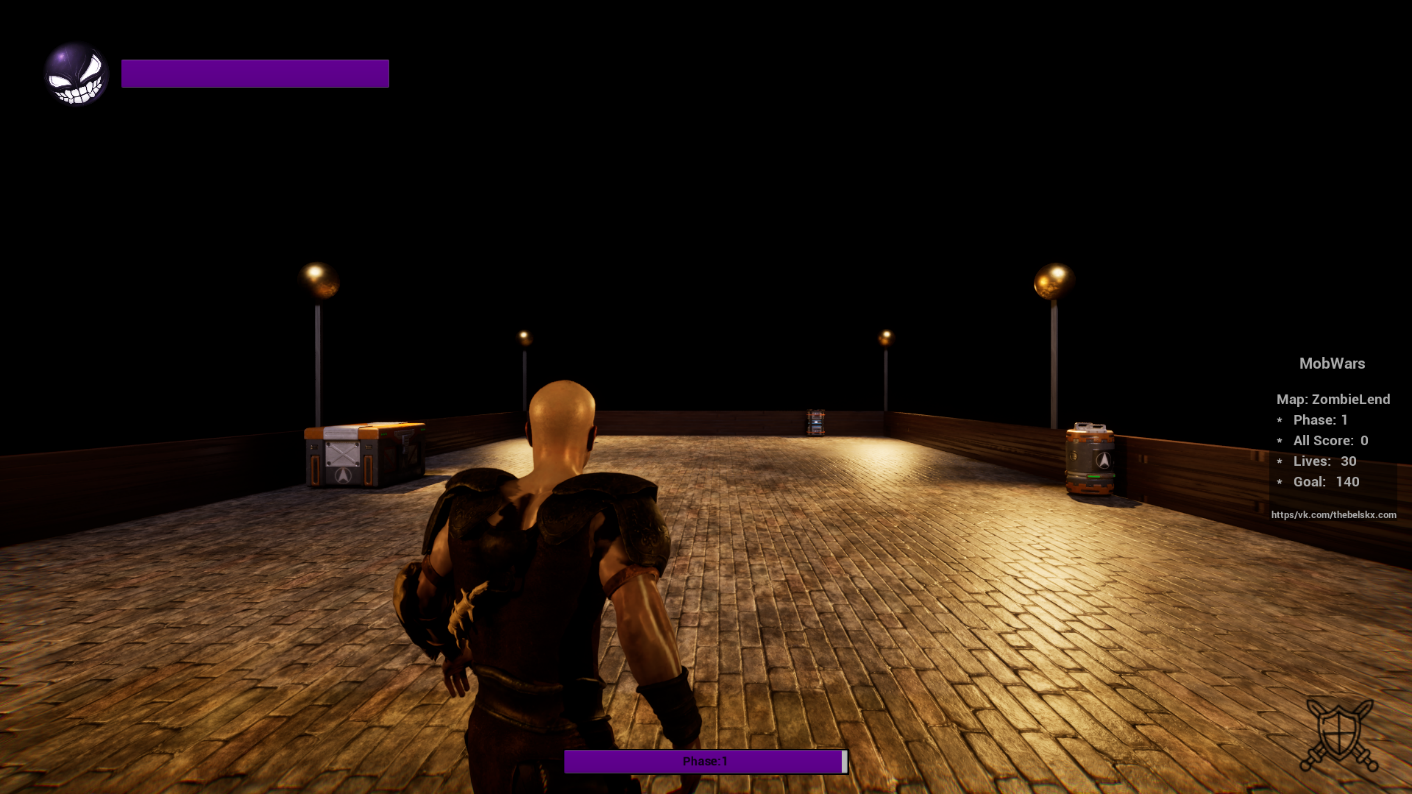 MobWars
Map: ZombieLend
* Phase: 1
* All Score: 0
* Lives: 30
* Goal: 140
https/vk.com/thebelskx.com
Phase:1